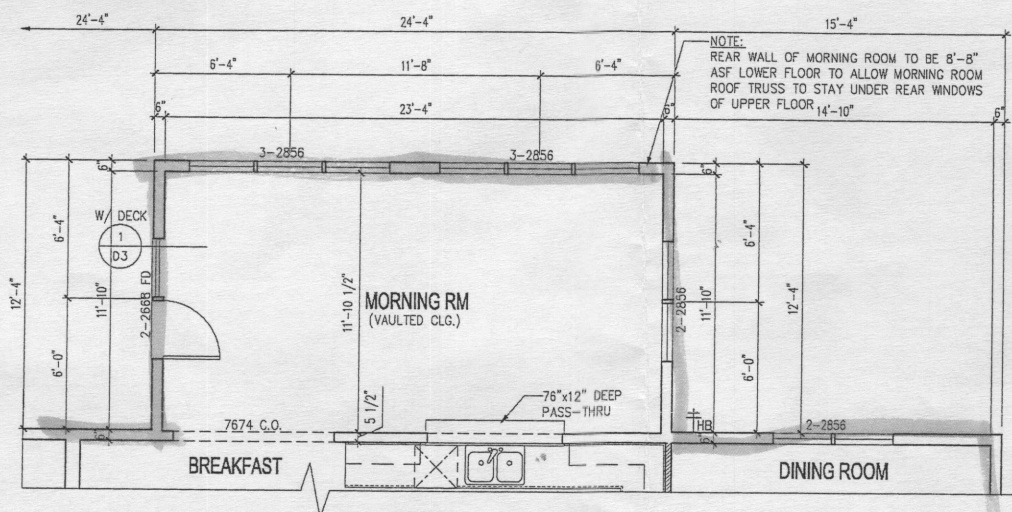 24'-4"
24'-4"
15'-4"
NOTE:
REAR WALL OF MORNING ROOM TO BE 8'-8"
ASF LOWER FLOOR TO ALLOW MORNING ROOM
ROOF TRUSS TO STAY UNDER REAR WINDOWS
OF UPPER FLOOR
6'-4"
11'-8"
6'-4"
6"
23'-4"
6"
14'-10"
6"
3-2856
3-2856
6"
6"
W/ DECK
1
D3
6'-4"
6'-4"
12'-4"
11'-10"
2-2668 FD
11'-10 1/2"
MORNING RM
(VAULTED CLG.)
2-2856
11'-10"
12'-4"
6'-0"
6'-0"
76"x12" DEEP
PASS-THRU
5 1/2"
7674 C.O.
HB
2-2856
6"
6"
BREAKFAST
DINING ROOM